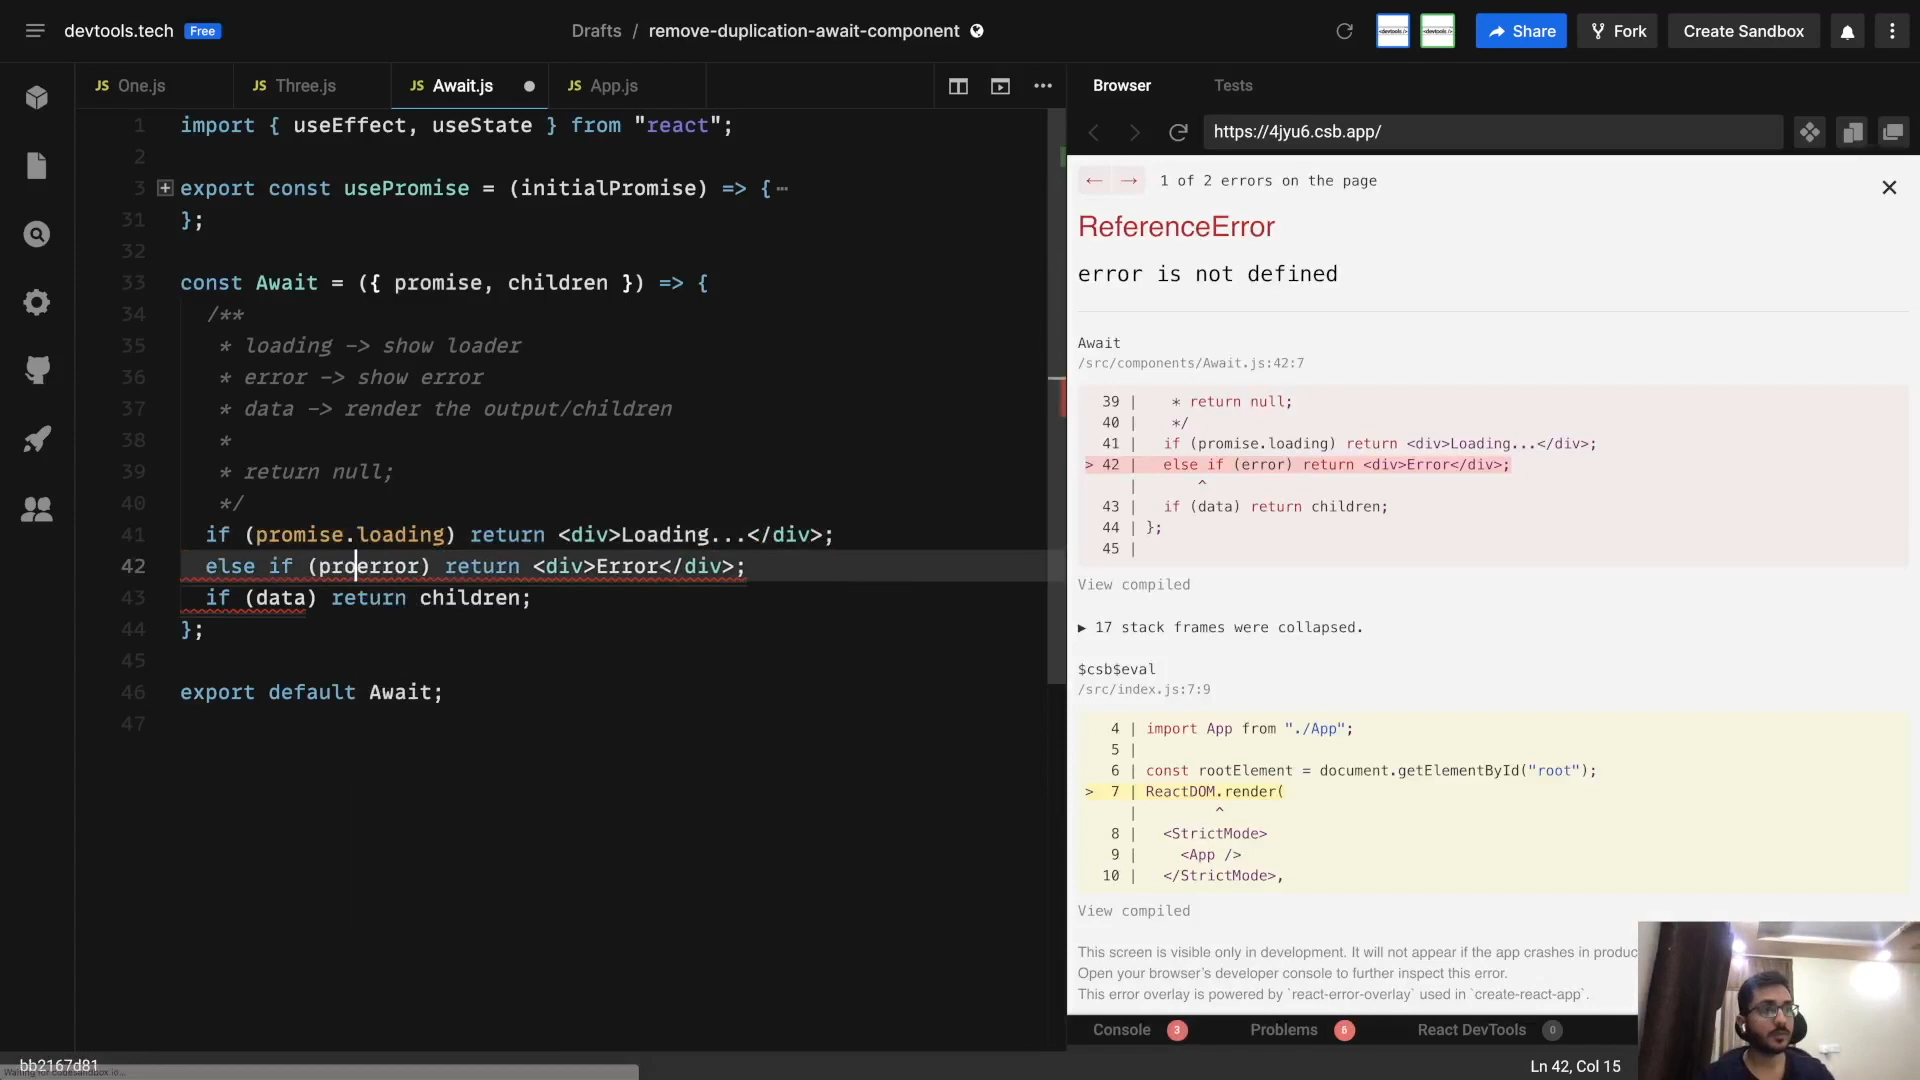 devtools.tech Free
Drafts / remove-duplication-await-component
Share Fork Create Sandbox
JS One.js JS Three.js JS Await.js JS App.js
1 import { useEffect, useState } from "react";
2
3 export const usePromise = (initialPromise) => {
31 };
32
33 const Await = ({ promise, children }) => {
34 /**
35 * loading -> show loader
36 * error -> show error
37 * data -> render the output/children
38 *
39 * return null;
40 */
41 if (promise.loading) return <div>Loading...</div>;
42 else if (proerror) return <div>Error</div>;
43 if (data) return children;
44 };
45
46 export default Await;
47
bb2167d81
Waiting for codesandbox.io...
Browser Tests
https://4jyu6.csb.app/
← → 1 of 2 errors on the page
ReferenceError
error is not defined
Await
/src/components/Await.js:42:7
39 | * return null;
40 | */
41 | if (promise.loading) return <div>Loading...</div>;
> 42 | else if (error) return <div>Error</div>;
| ^
43 | if (data) return children;
44 | };
45 |
View compiled
▶ 17 stack frames were collapsed.
$csb$eval
/src/index.js:7:9
4 | import App from "./App";
5 |
6 | const rootElement = document.getElementById("root");
> 7 | ReactDOM.render(
| ^
8 | <StrictMode>
9 | <App />
10 | </StrictMode>,
View compiled
This screen is visible only in development. It will not appear if the app crashes in produc
Open your browser's developer console to further inspect this error.
This error overlay is powered by `react-error-overlay` used in `create-react-app`.
Console 3 Problems 6 React DevTools 0
Ln 42, Col 15